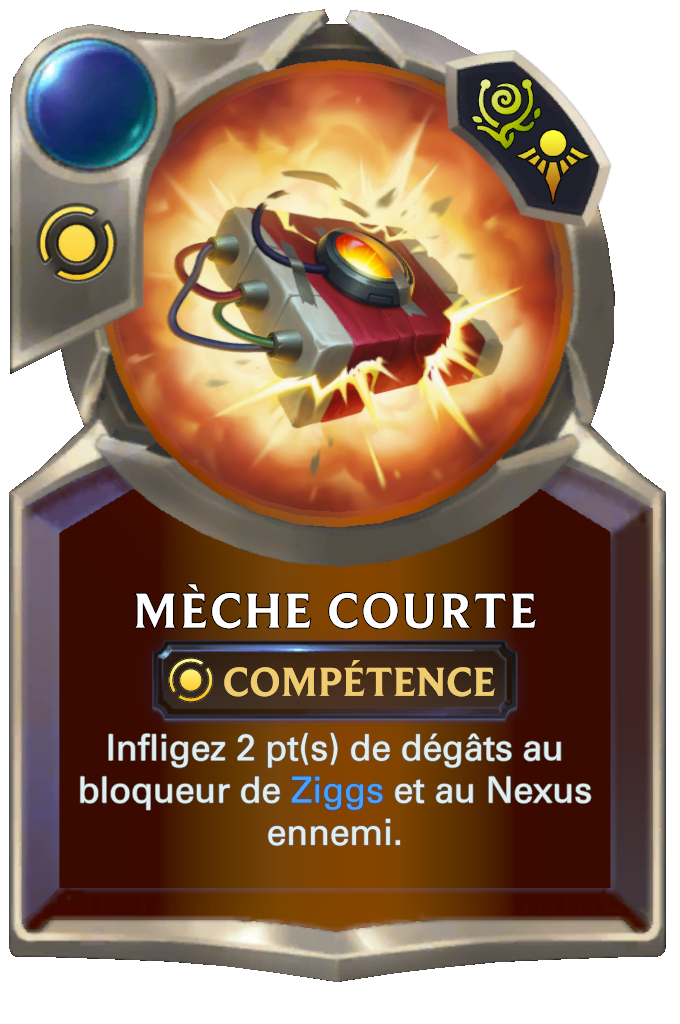 MÈCHE COURTE
COMPÉTENCE
Infligez 2 pt(s) de dégâts au
bloqueur de Ziggs et au Nexus
ennemi.